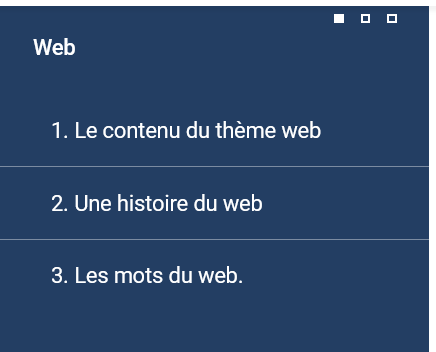 Web
1. Le contenu du thème web
2. Une histoire du web
3. Les mots du web.